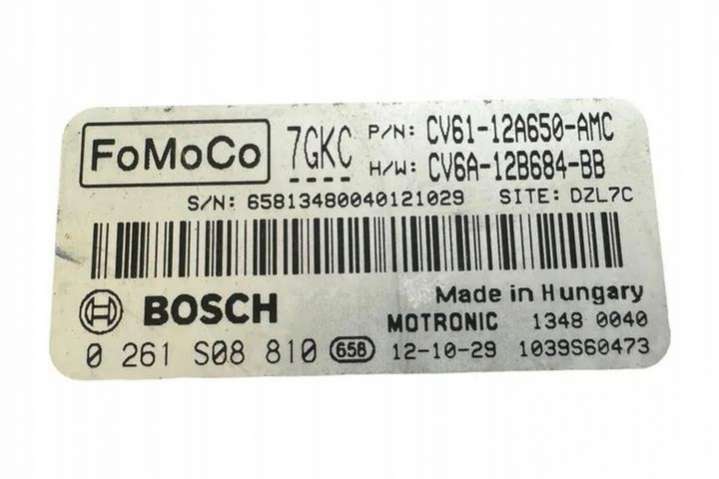 FoMoCo 7GKC P/N: CV61-12A650-AMC
H/W: CV6A-12B684-BB
S/N: 65813480040121029 SITE: DZL7C
BOSCH Made in Hungary
MOTRONIC 1348 0040
0 261 S08 810 658 12-10-29 1039S60473